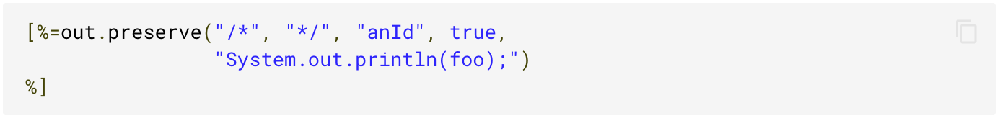 [%=out.preserve("/*", "*/", "anId", true,
                "System.out.println(foo);")
%]